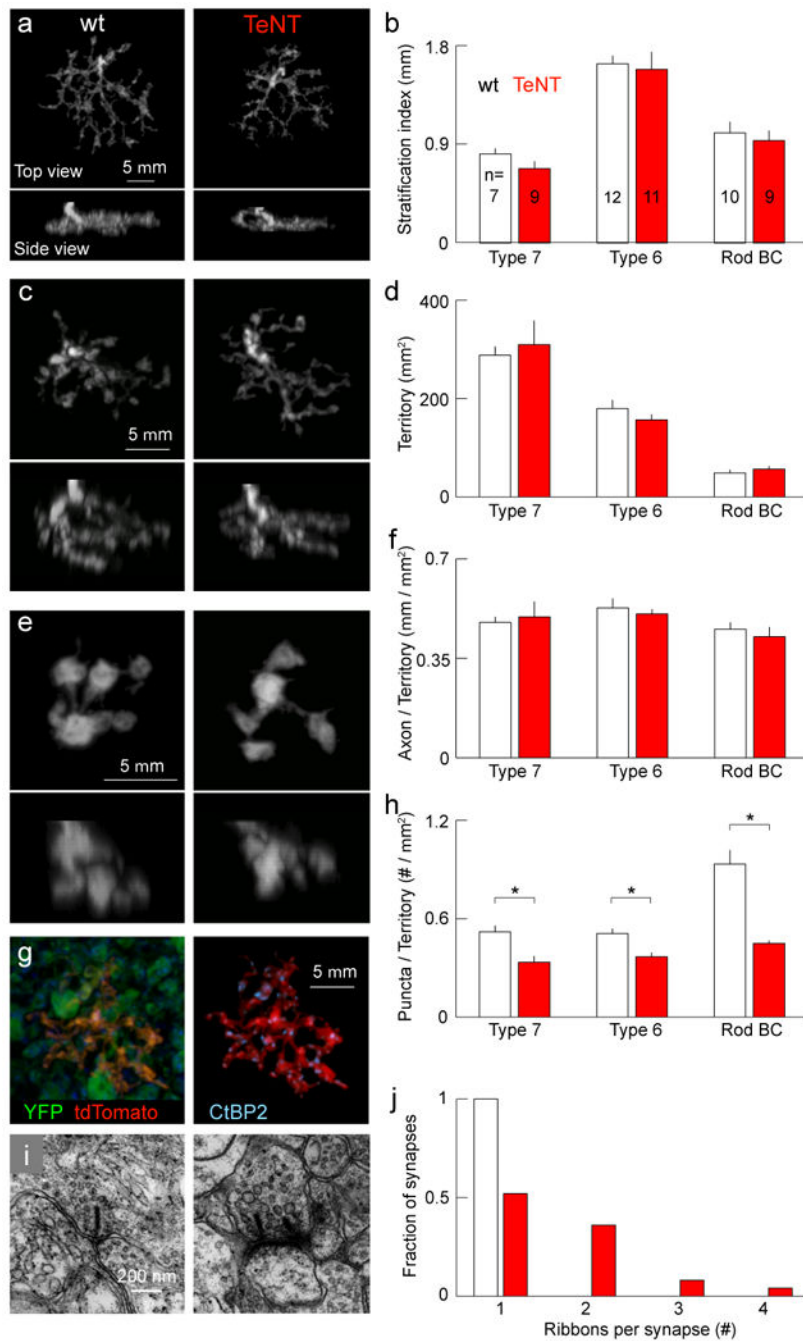 a
wt
TeNT
Top view
5 mm
Side view
b
Stratification index (mm)
1.8
0.9
0
wt TeNT
n=
7
9
12
11
10
9
Type 7
Type 6
Rod BC
c
5 mm
d
Territory (mm²)
400
200
0
Type 7
Type 6
Rod BC
e
5 mm
f
Axon / Territory (mm / mm²)
0.7
0.35
0
Type 7
Type 6
Rod BC
g
YFP tdTomato
5 mm
CtBP2
h
Puncta / Territory (# / mm²)
1.2
0.6
0
*
*
*
Type 7
Type 6
Rod BC
i
200 nm
j
Fraction of synapses
1
0.5
0
1
2
3
4
Ribbons per synapse (#)